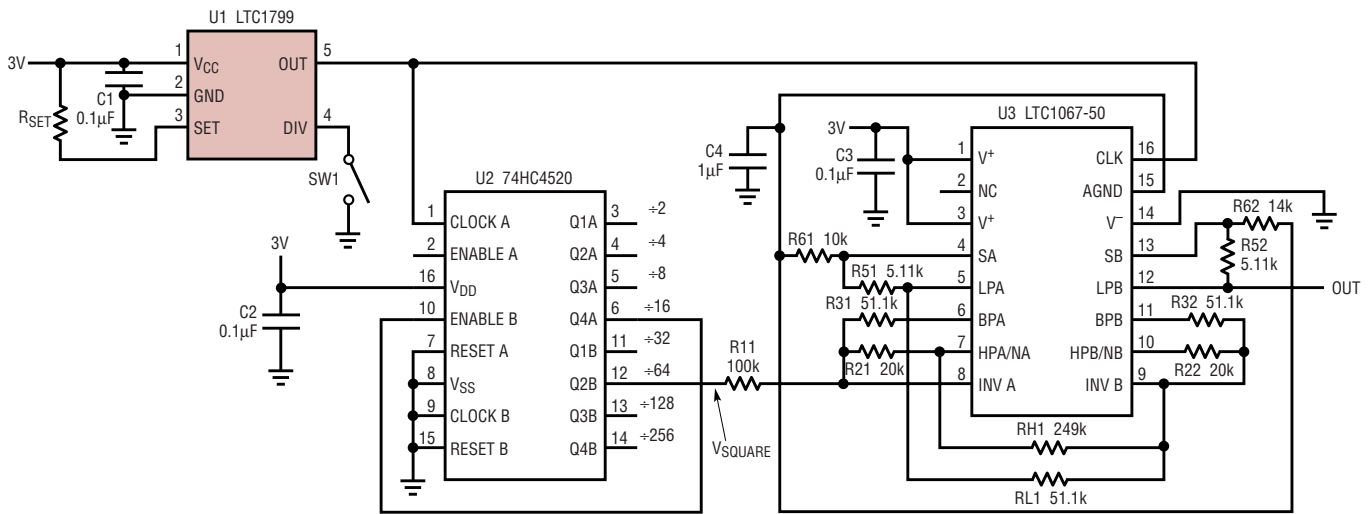 U1 LTC1799
3V
1
VCC
OUT
5
2
GND
C1
0.1µF
RSET
3
SET
DIV
4
SW1
U2 74HC4520
1
CLOCK A
Q1A
3
÷2
2
ENABLE A
Q2A
4
÷4
3V
16
VDD
Q3A
5
÷8
C2
0.1µF
10
ENABLE B
Q4A
6
÷16
7
RESET A
Q1B
11
÷32
8
VSS
Q2B
12
÷64
9
CLOCK B
Q3B
13
÷128
15
RESET B
Q4B
14
÷256
R11
100k
VSQUARE
U3 LTC1067-50
C4
1µF
3V
C3
0.1µF
1
V+
CLK
16
2
NC
AGND
15
3
V+
V–
14
R62 14k
R61 10k
4
SA
SB
13
R52
5.11k
R51 5.11k
5
LPA
LPB
12
OUT
R31 51.1k
6
BPA
BPB
11
R32 51.1k
7
HPA/NA
HPB/NB
10
R21 20k
R22 20k
8
INV A
INV B
9
RH1 249k
RL1 51.1k